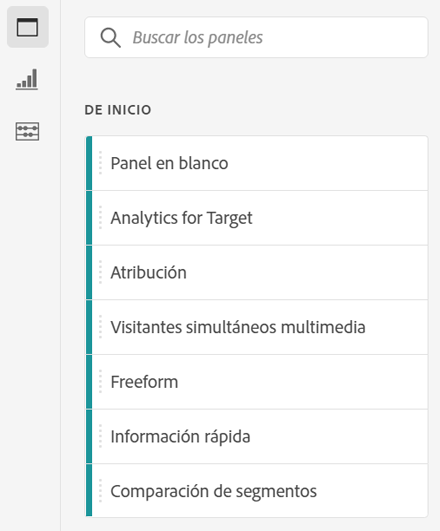 Buscar los paneles
DE INICIO
Panel en blanco
Analytics for Target
Atribución
Visitantes simultáneos multimedia
Freeform
Información rápida
Comparación de segmentos